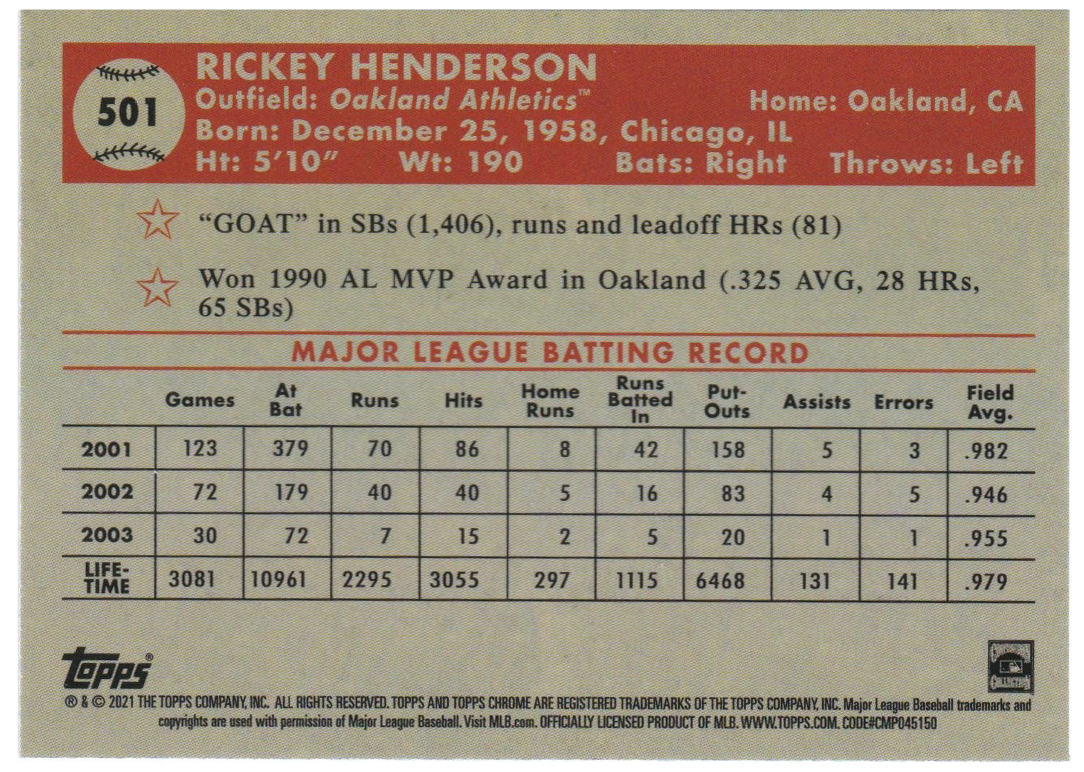 501
RICKEY HENDERSON
Outfield: Oakland Athletics™ Home: Oakland, CA
Born: December 25, 1958, Chicago, IL
Ht: 5'10" Wt: 190 Bats: Right Throws: Left
"GOAT" in SBs (1,406), runs and leadoff HRs (81)
Won 1990 AL MVP Award in Oakland (.325 AVG, 28 HRs,
65 SBs)
MAJOR LEAGUE BATTING RECORD
Games At Bat Runs Hits Home Runs Runs Batted In Put-Outs Assists Errors Field Avg.
2001 123 379 70 86 8 42 158 5 3 .982
2002 72 179 40 40 5 16 83 4 5 .946
2003 30 72 7 15 2 5 20 1 1 .955
LIFE-TIME 3081 10961 2295 3055 297 1115 6468 131 141 .979
Topps®
COOPERSTOWN
COLLECTION
® & © 2021 THE TOPPS COMPANY, INC. ALL RIGHTS RESERVED. TOPPS AND TOPPS CHROME ARE REGISTERED TRADEMARKS OF THE TOPPS COMPANY, INC. Major League Baseball trademarks and
copyrights are used with permission of Major League Baseball. Visit MLB.com. OFFICIALLY LICENSED PRODUCT OF MLB. WWW.TOPPS.COM. CODE#CMP045150